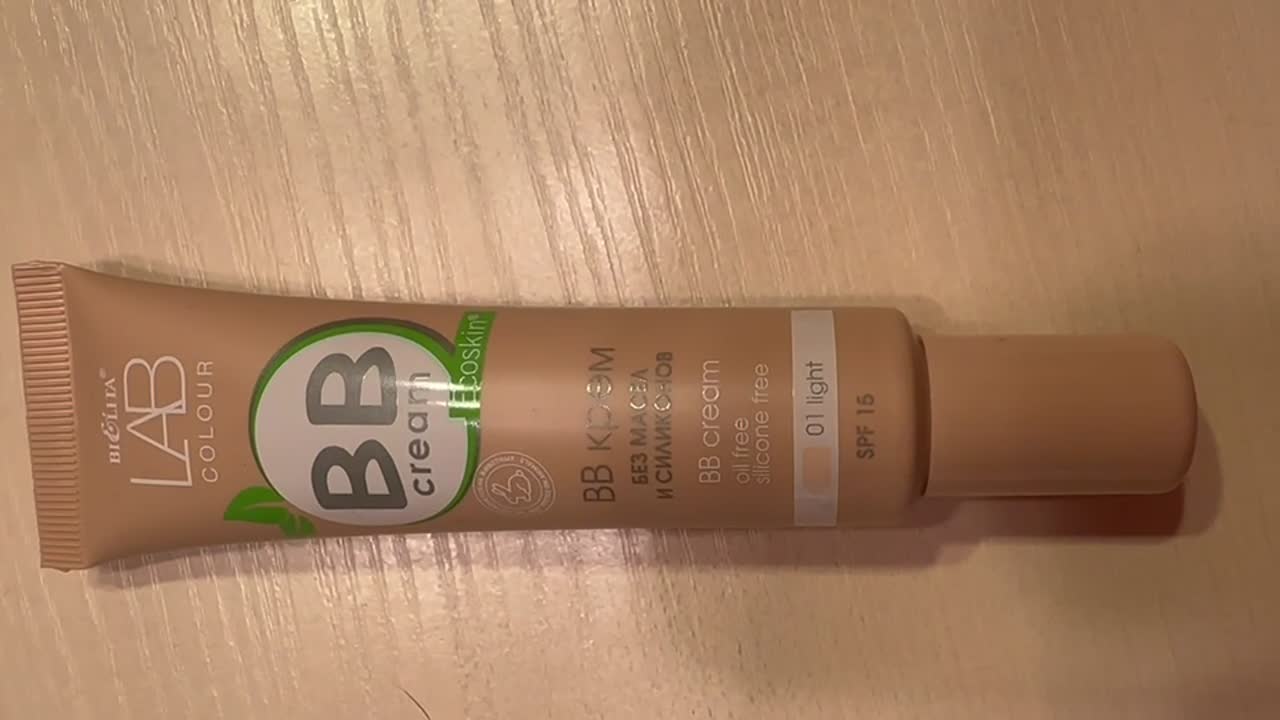 BIELITA®
LAB
COLOUR
BB
cream
Ecoskin®
BB крем
БЕЗ МАСЕЛ
И СИЛИКОНОВ
BB cream
oil free
silicone free
01 light
SPF 15